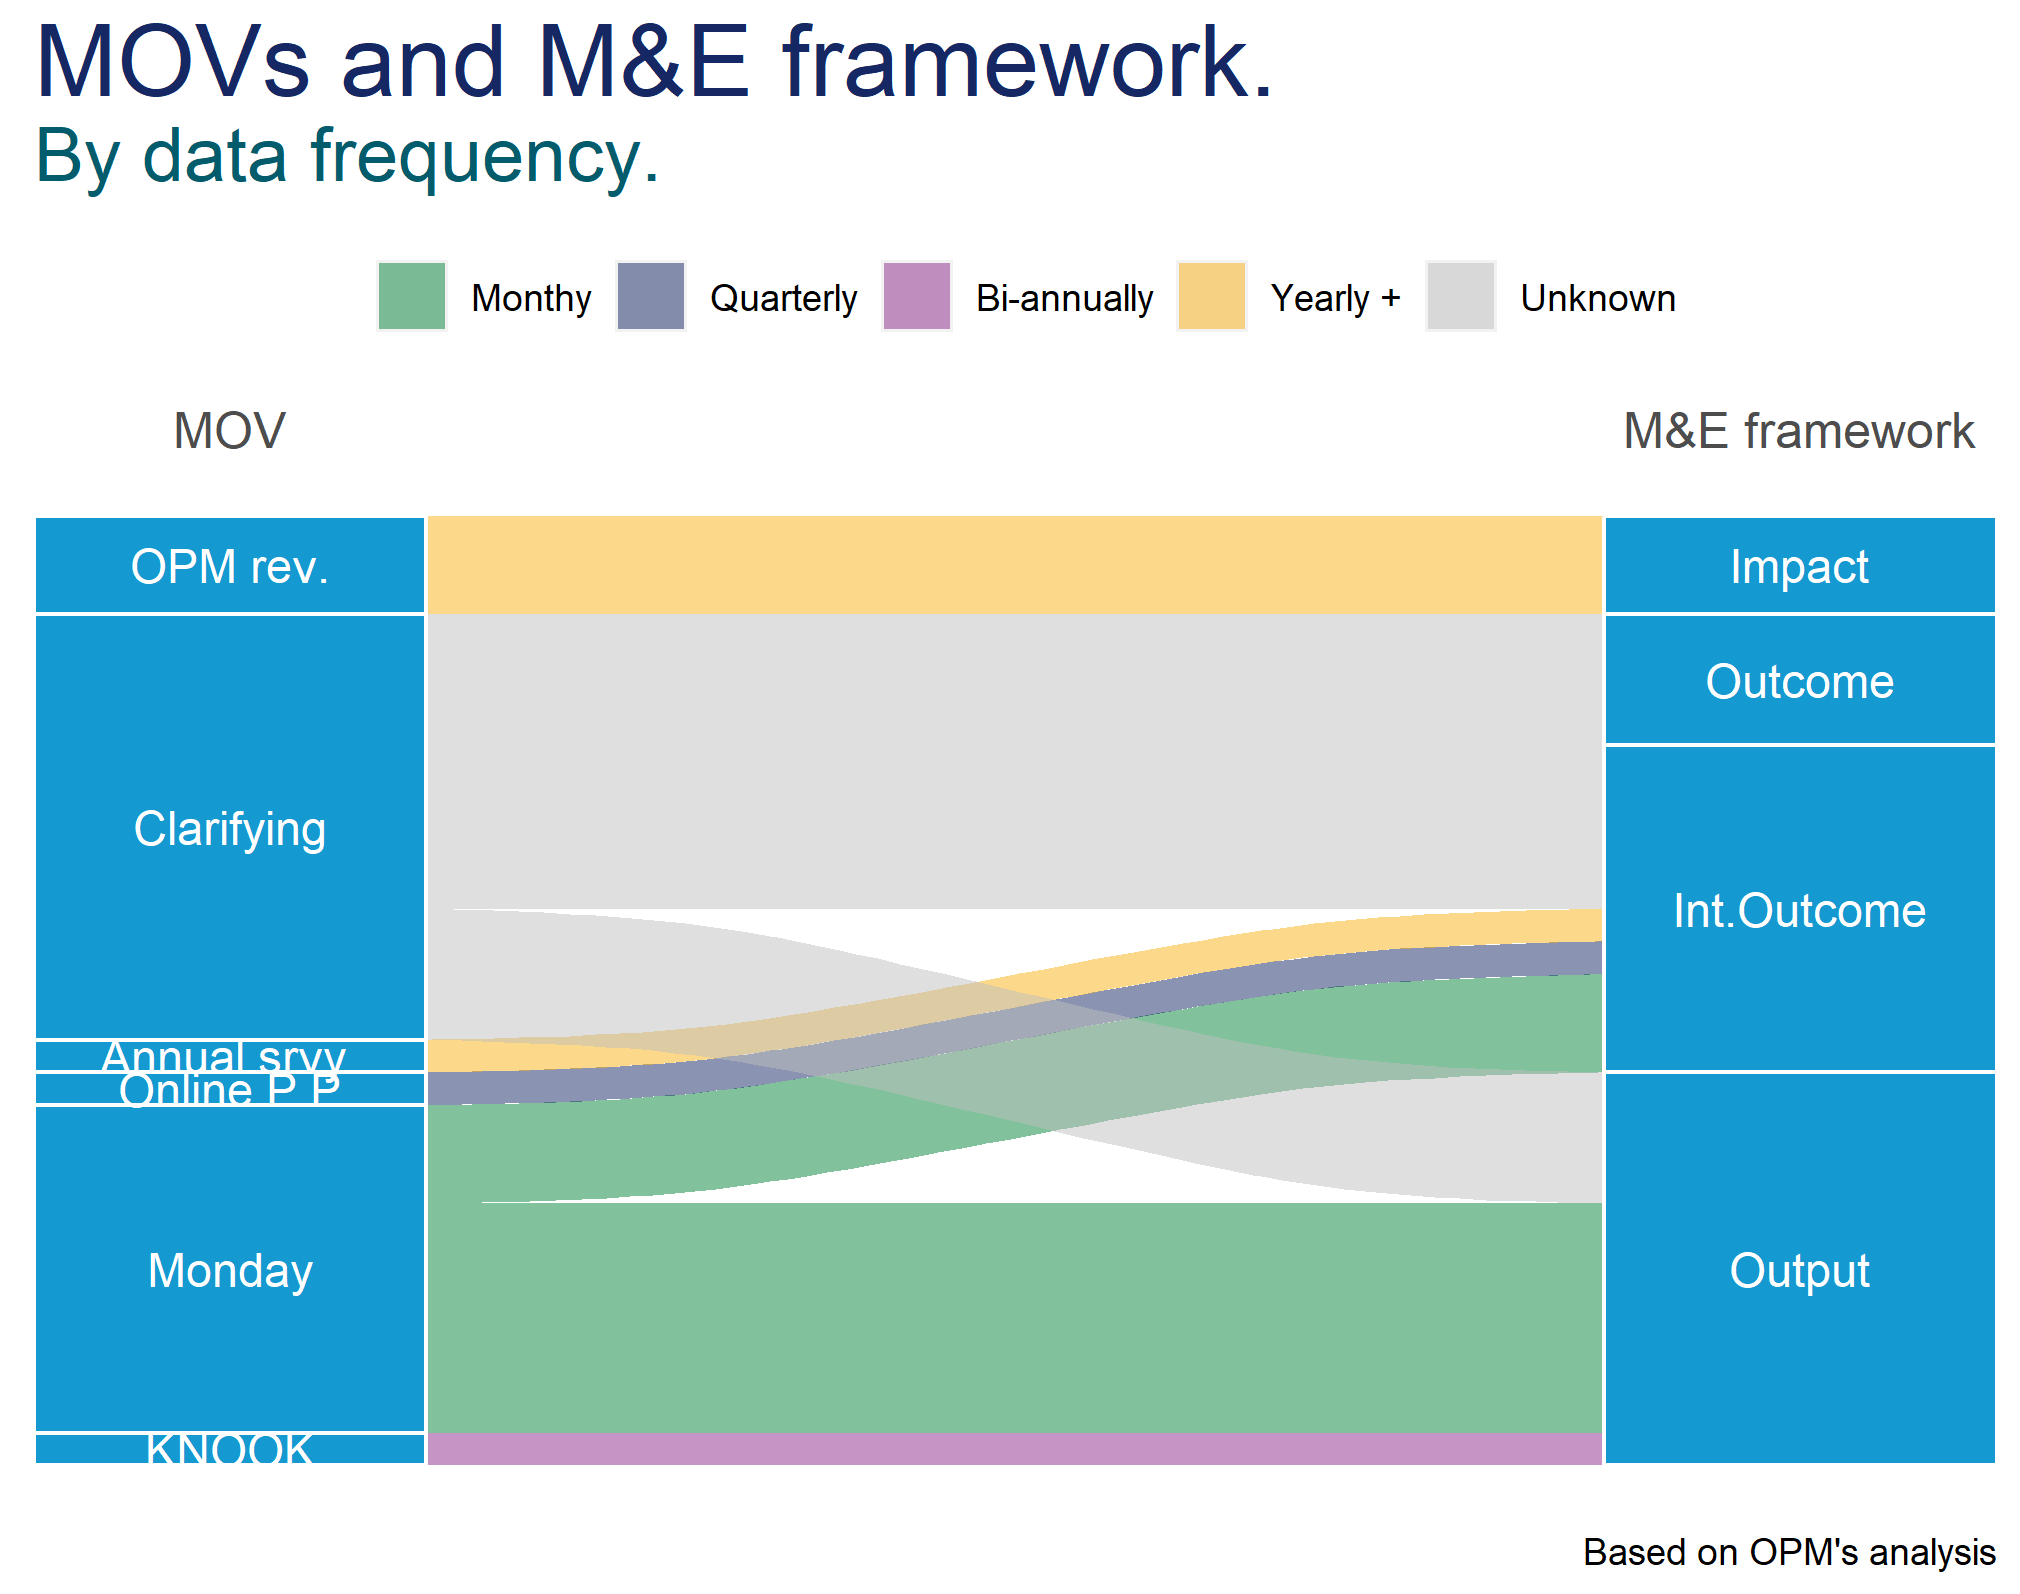 MOVs and M&E framework.
By data frequency.
Monthy Quarterly Bi-annually Yearly + Unknown
MOV M&E framework
OPM rev. Impact
Clarifying Outcome
Annual srvy Int.Outcome
Online P P
Monday Output
KNOOK
Based on OPM's analysis